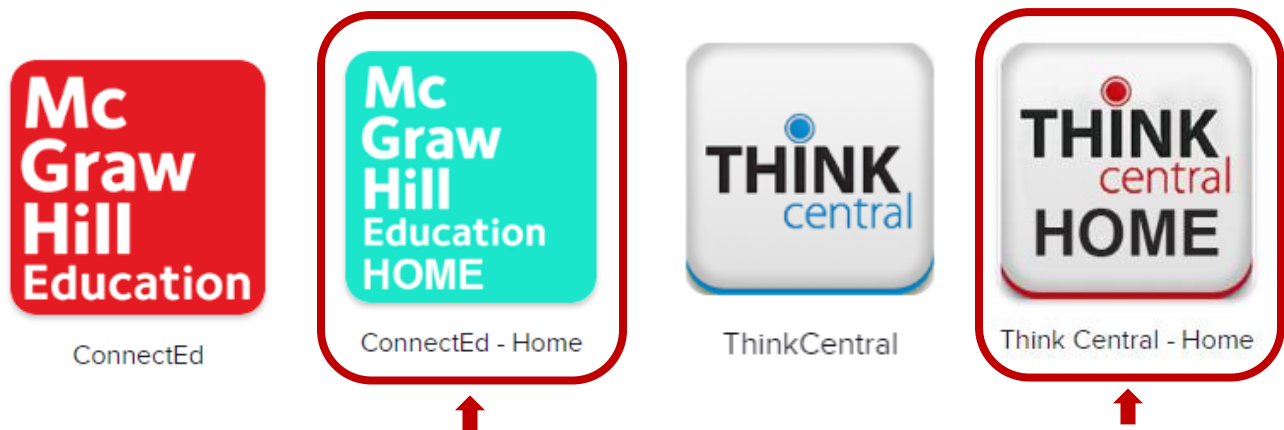 Mc
Graw
Hill
Education
ConnectEd
Mc
Graw
Hill
Education
HOME
ConnectEd - Home
THINK
central
ThinkCentral
THINK
central
HOME
Think Central - Home